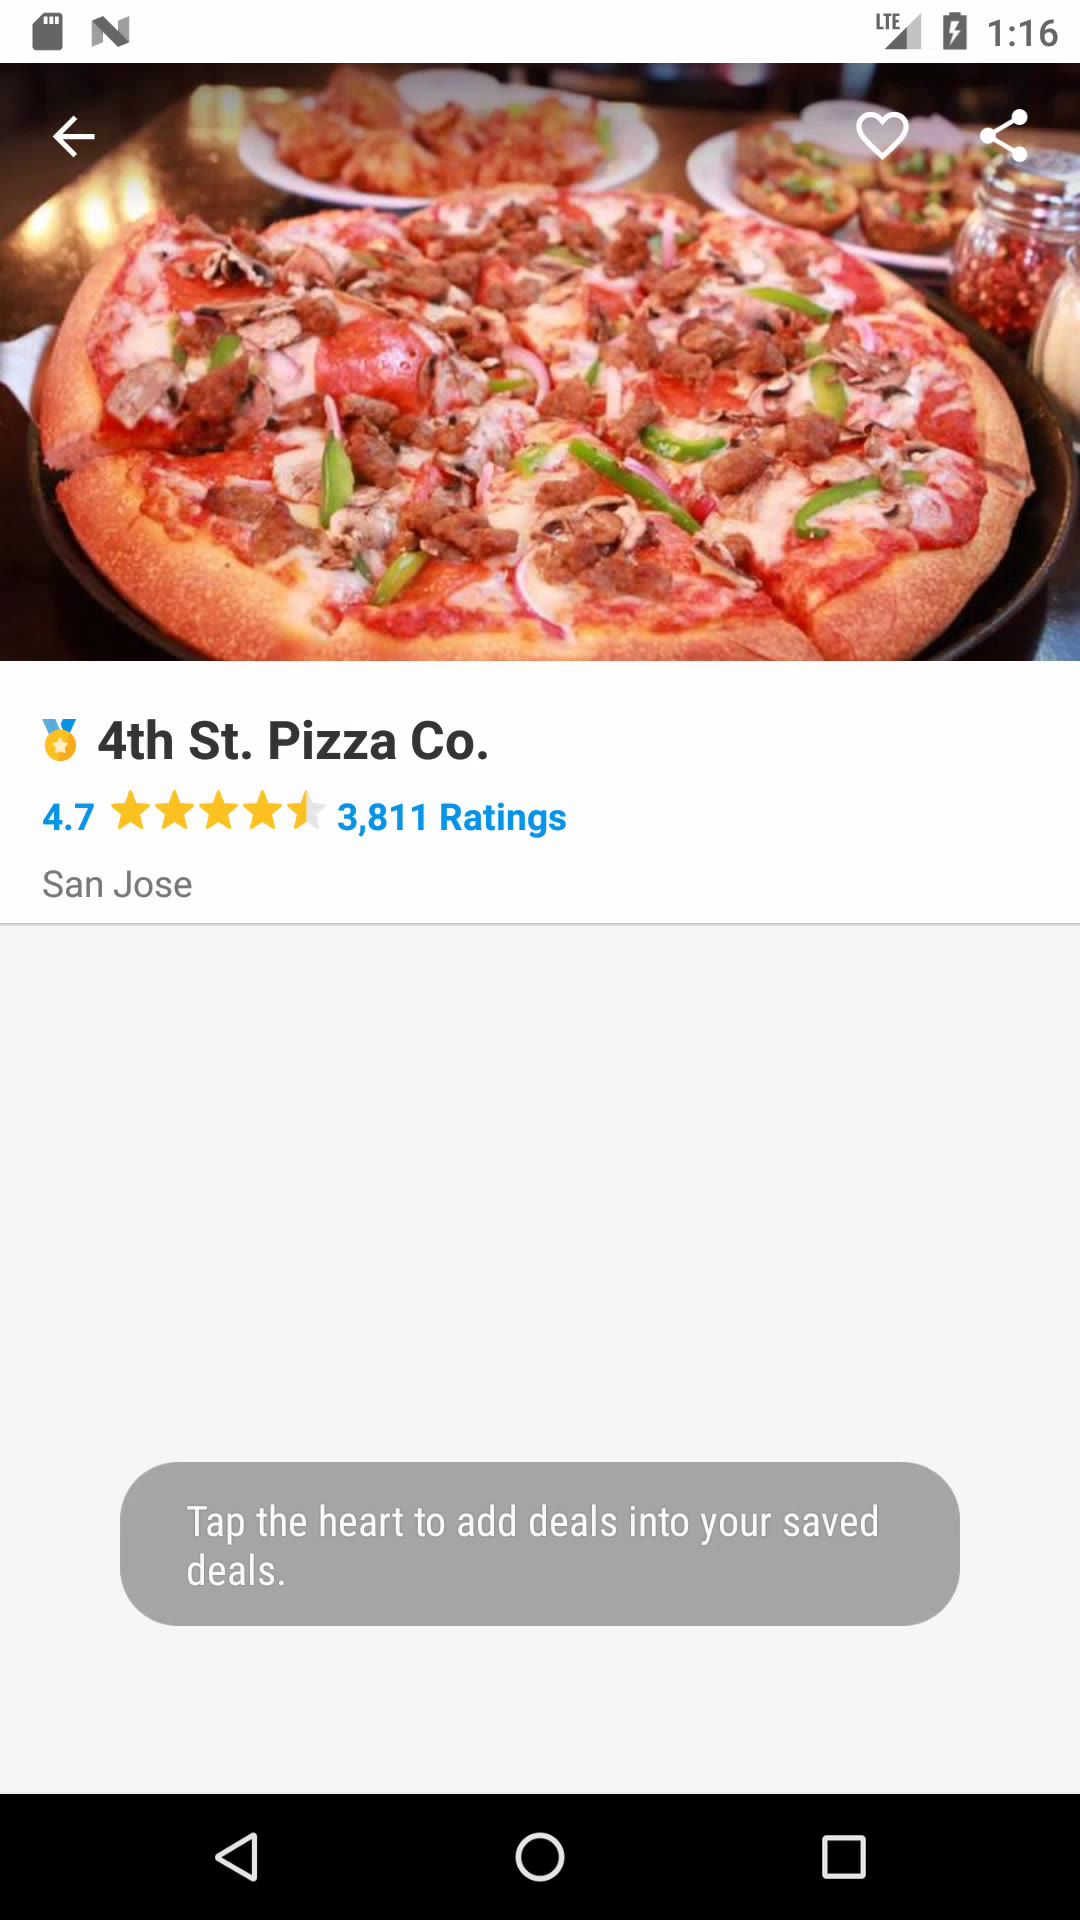 LTE 1:16
4th St. Pizza Co.
4.7 3,811 Ratings
San Jose
Tap the heart to add deals into your saved
deals.